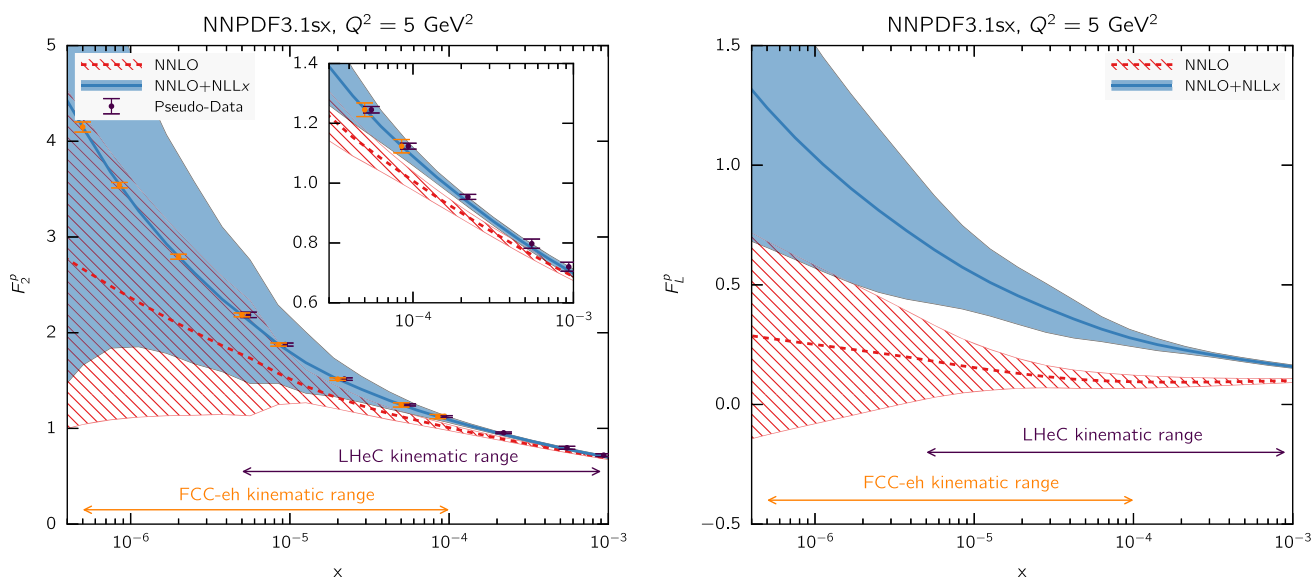 NNPDF3.1sx, Q² = 5 GeV²
5
4
3
2
1
0
F₂ᵖ
NNLO
NNLO+NLLx
Pseudo-Data
1.4
1.2
1.0
0.8
0.6
10⁻⁴
10⁻³
LHeC kinematic range
FCC-eh kinematic range
10⁻⁶
10⁻⁵
10⁻⁴
10⁻³
x
NNPDF3.1sx, Q² = 5 GeV²
1.5
1.0
0.5
0.0
−0.5
F_Lᵖ
NNLO
NNLO+NLLx
LHeC kinematic range
FCC-eh kinematic range
10⁻⁶
10⁻⁵
10⁻⁴
10⁻³
x